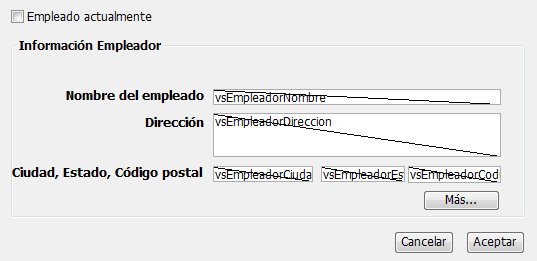 Empleado actualmente
Información Empleador
Nombre del empleado vsEmpleadorNombre
Dirección vsEmpleadorDireccion
Ciudad, Estado, Código postal vsEmpleadorCiuda vsEmpleadorEs vsEmpleadorCod
Más...
Cancelar Aceptar